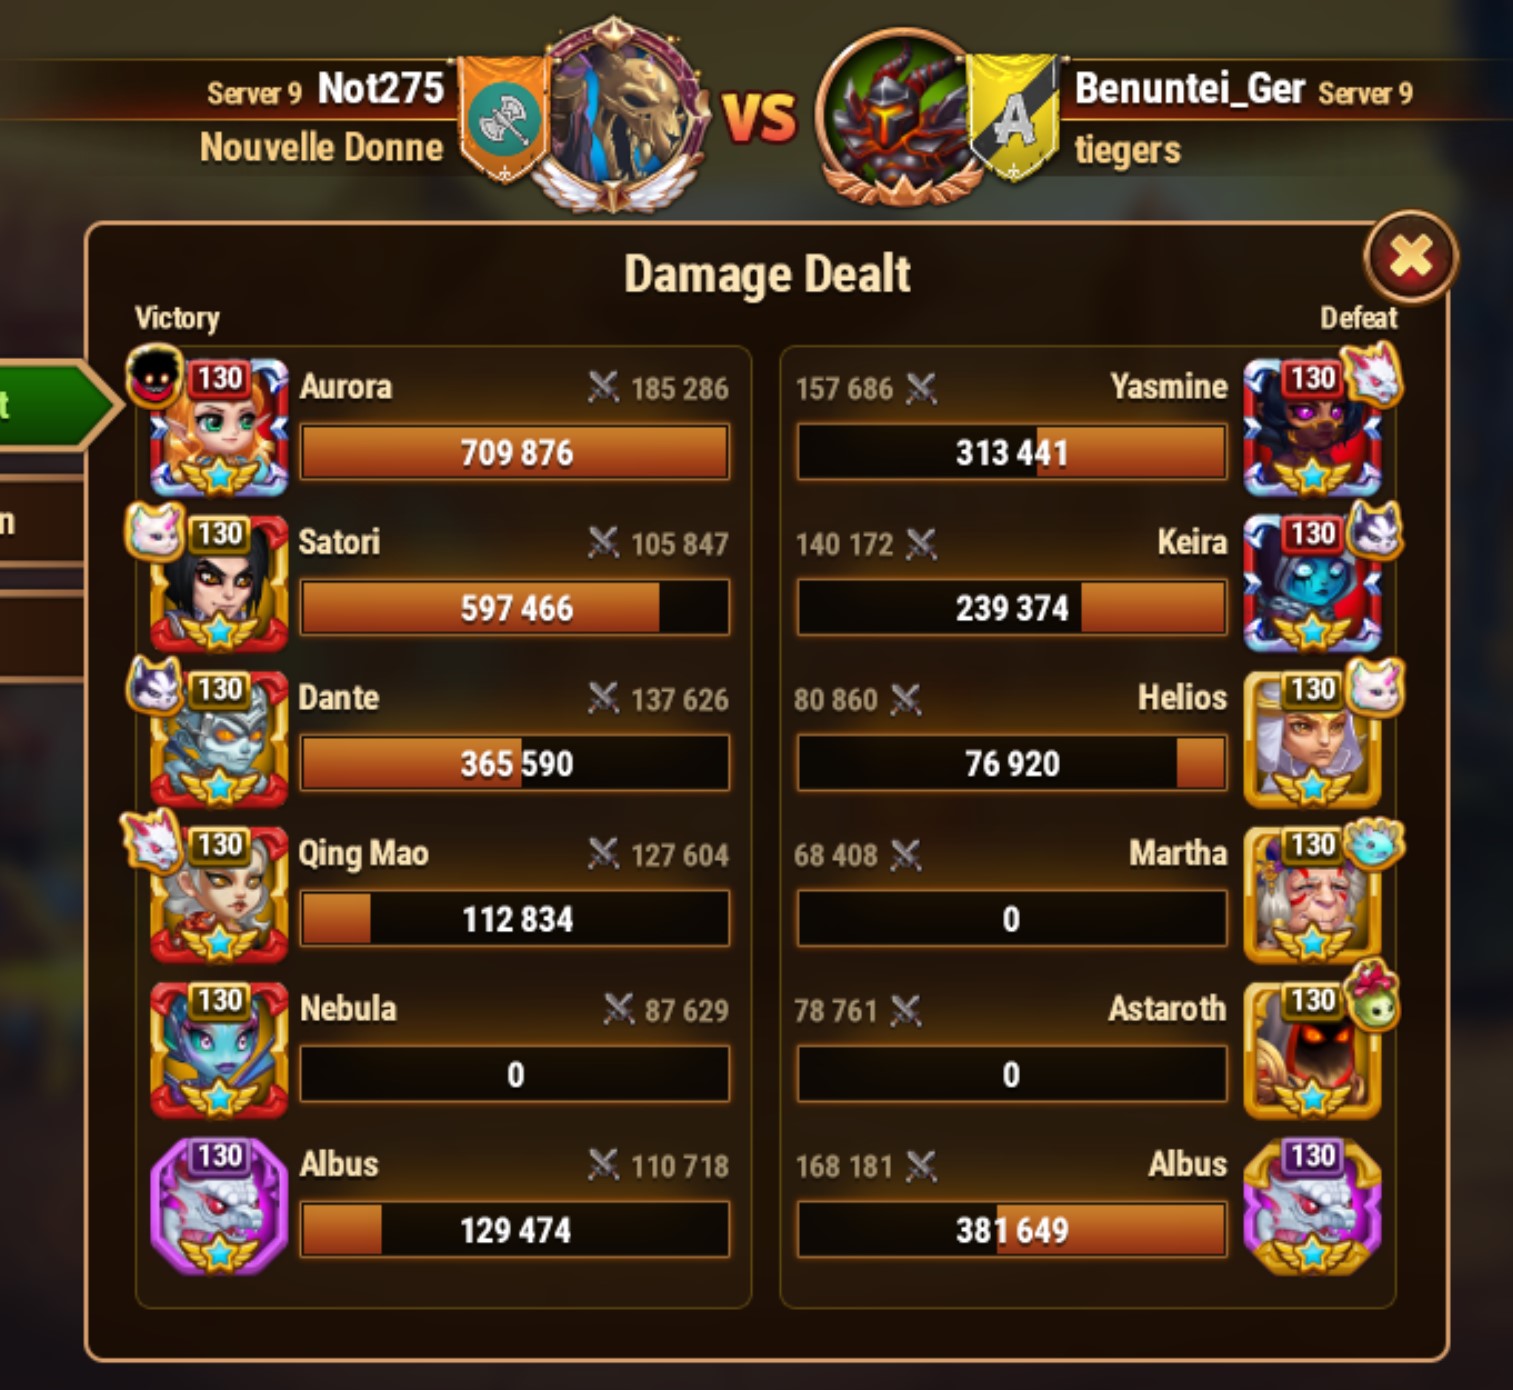 Server 9 Not275
Nouvelle Donne
VS
A
Benuntei_Ger Server 9
tiegers
Damage Dealt
Victory
Defeat
t
n
130 Aurora 185 286
709 876
130 Satori 105 847
597 466
130 Dante 137 626
365 590
130 Qing Mao 127 604
112 834
130 Nebula 87 629
0
130 Albus 110 718
129 474
157 686 Yasmine 130
313 441
140 172 Keira 130
239 374
80 860 Helios 130
76 920
68 408 Martha 130
0
78 761 Astaroth 130
0
168 181 Albus 130
381 649